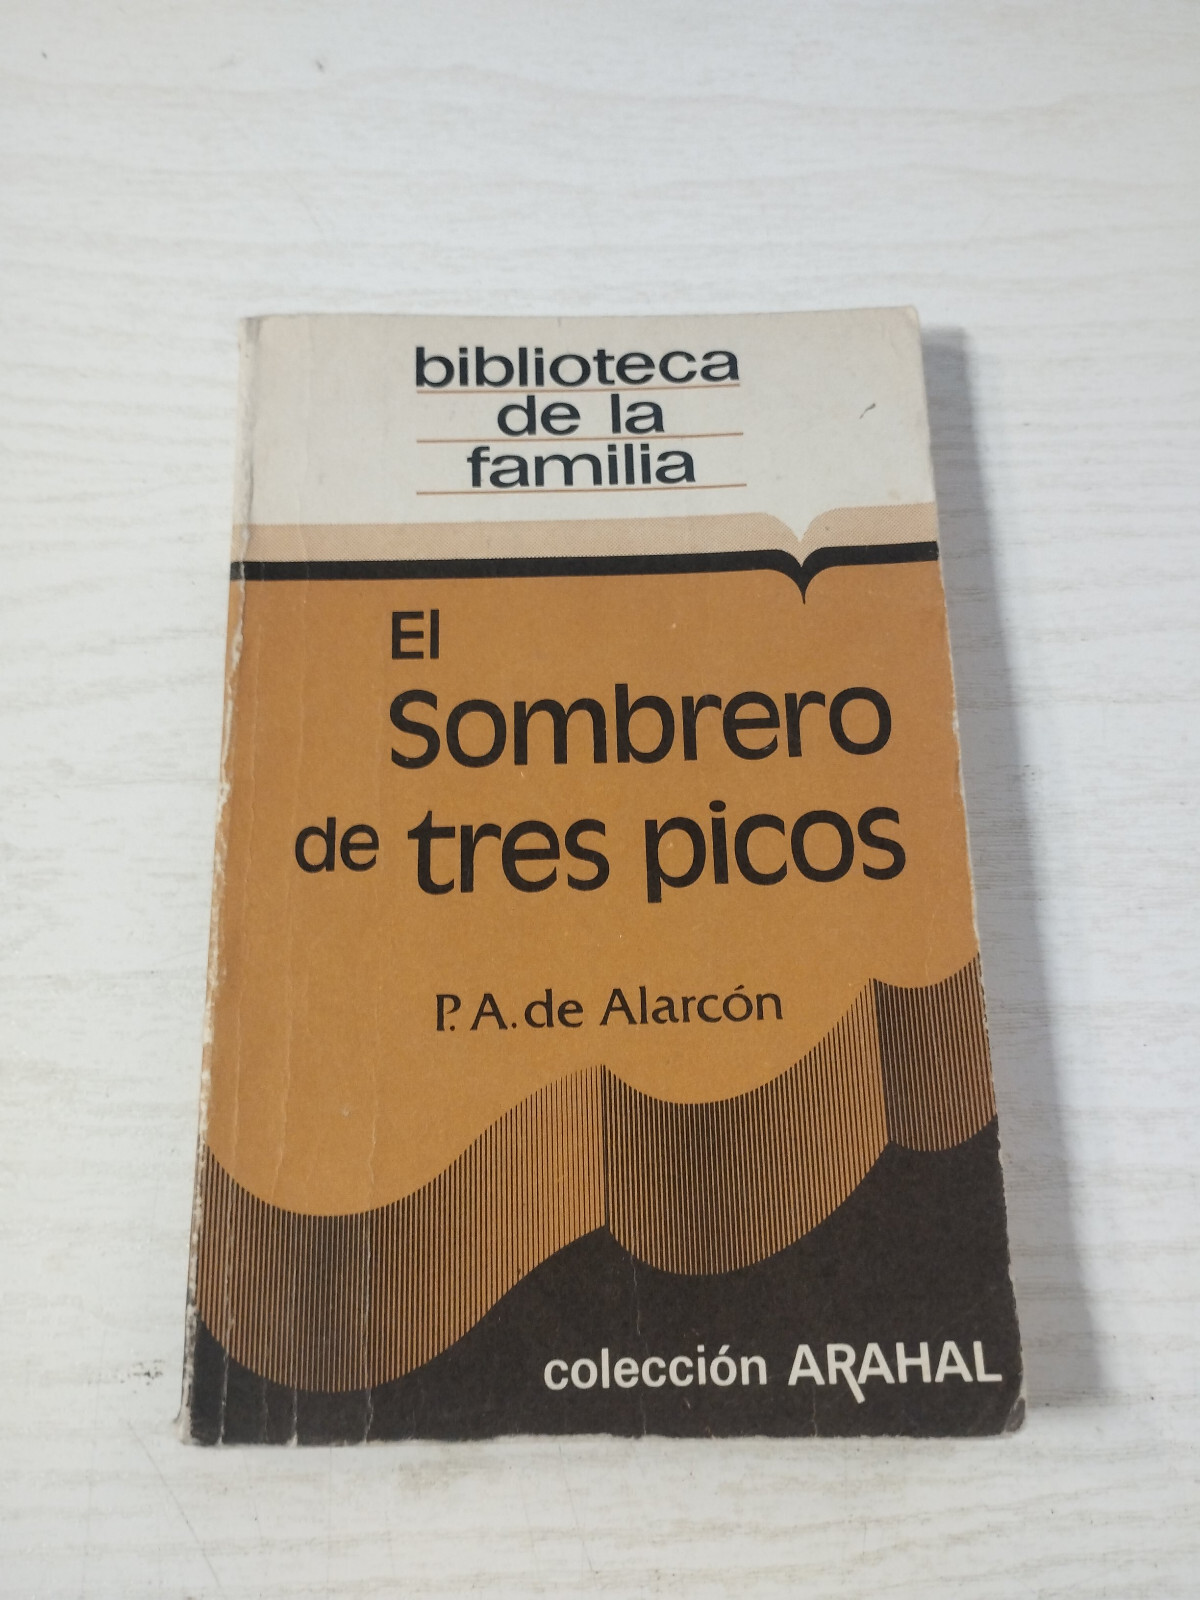 biblioteca
de la
familia
El
Sombrero
de tres picos
P. A. de Alarcón
colección ARAHAL